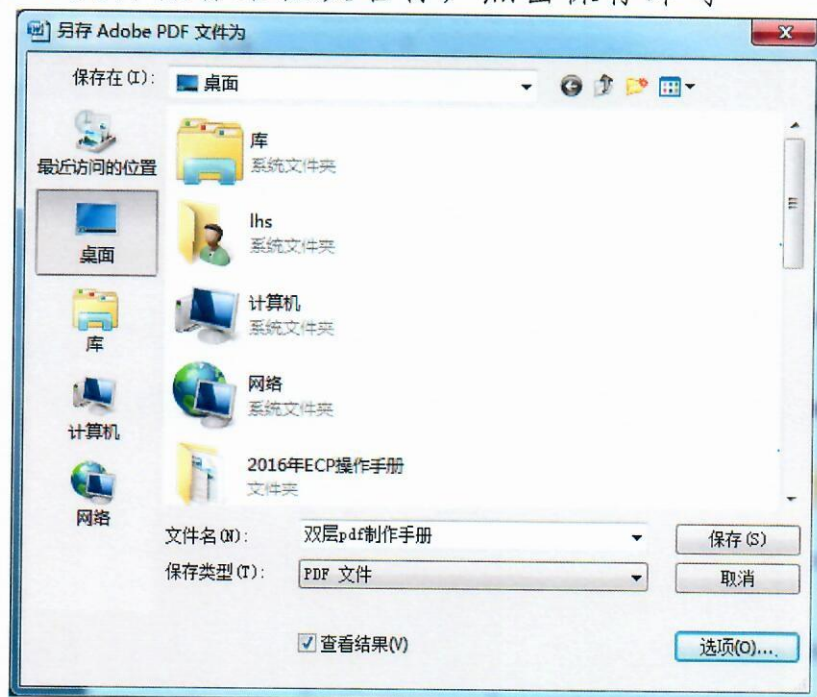 另存 Adobe PDF 文件为
保存在(I):
桌面
最近访问的位置
桌面
库
计算机
网络
库
系统文件夹
lhs
系统文件夹
计算机
系统文件夹
网络
系统文件夹
2016年ECP操作手册
文件夹
文件名(N):
双层pdf制作手册
保存(S)
保存类型(T):
PDF 文件
取消
查看结果(V)
选项(O)...